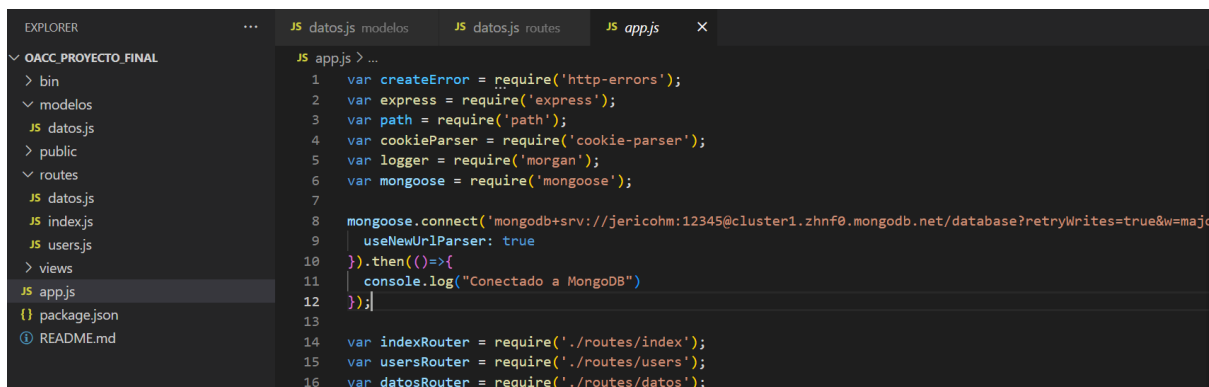 EXPLORER ...
OACC_PROYECTO_FINAL
> bin
modelos
JS datos.js
> public
routes
JS datos.js
JS index.js
JS users.js
> views
JS app.js
{} package.json
README.md
JS datos.js modelos JS datos.js routes JS app.js ×
JS app.js > ...
1 var createError = require('http-errors');
2 var express = require('express');
3 var path = require('path');
4 var cookieParser = require('cookie-parser');
5 var logger = require('morgan');
6 var mongoose = require('mongoose');
7
8 mongoose.connect('mongodb+srv://jericohm:12345@cluster1.zhnf0.mongodb.net/database?retryWrites=true&w=majo
9 useNewUrlParser: true
10 }).then(()=>{
11 console.log("Conectado a MongoDB")
12 });
13
14 var indexRouter = require('./routes/index');
15 var usersRouter = require('./routes/users');
16 var datosRouter = require('./routes/datos');